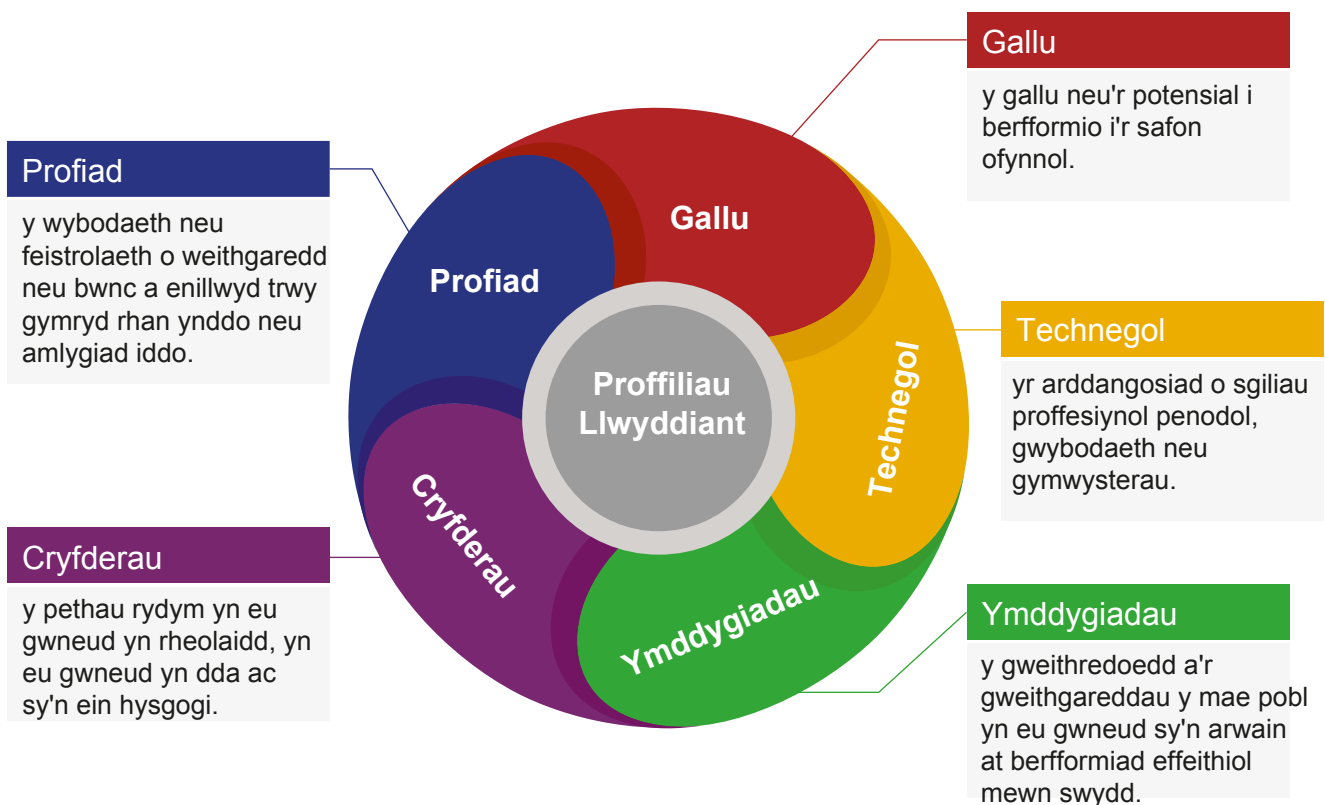 Gallu
y gallu neu'r potensial i
berfformio i'r safon
ofynnol.
Profiad
y wybodaeth neu
feistrolaeth o weithgaredd
neu bwnc a enillwyd trwy
gymryd rhan ynddo neu
amlygiad iddo.
Gallu
Profiad
Technegol
Proffiliau
Llwyddiant
Cryfderau
Ymddygiadau
Technegol
yr arddangosiad o sgiliau
proffesiynol penodol,
gwybodaeth neu
gymwysterau.
Cryfderau
y pethau rydym yn eu
gwneud yn rheolaidd, yn
eu gwneud yn dda ac
sy'n ein hysgogi.
Ymddygiadau
y gweithredoedd a'r
gweithgareddau y mae pobl
yn eu gwneud sy'n arwain
at berfformiad effeithiol
mewn swydd.